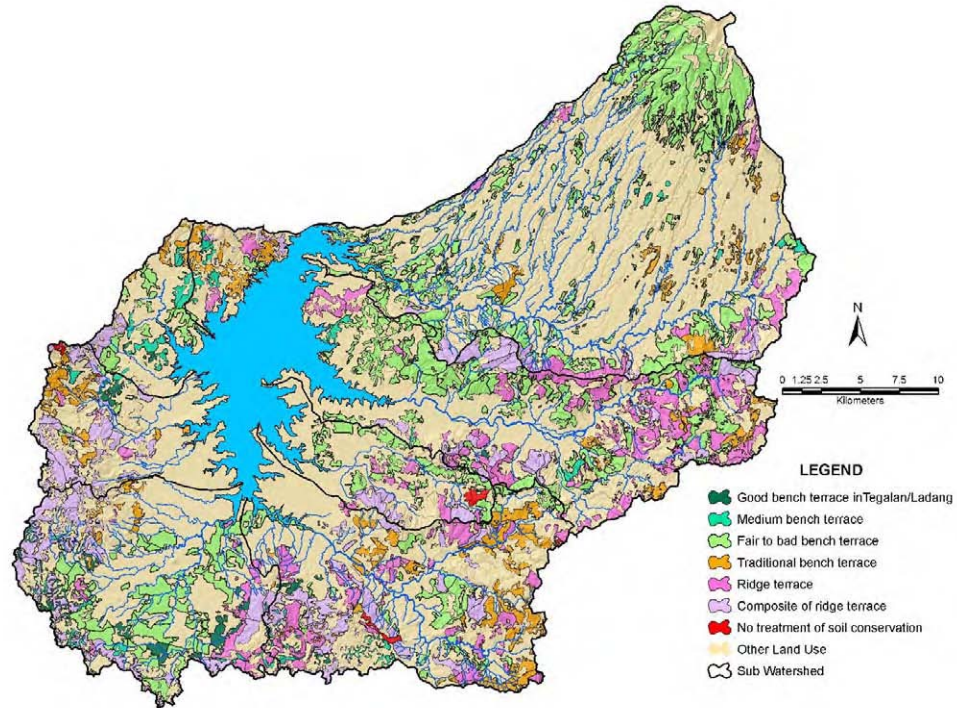 N
0 1.25 2.5 5 7.5 10
Kilometers
LEGEND
Good bench terrace inTegalan/Ladang
Medium bench terrace
Fair to bad bench terrace
Traditional bench terrace
Ridge terrace
Composite of ridge terrace
No treatment of soil conservation
Other Land Use
Sub Watershed